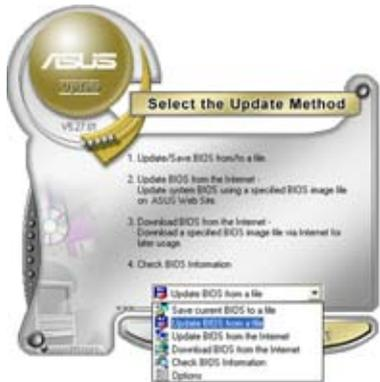 ASUS
Update
Select the Update Method
1. Update/Save BIOS from/to a file.
2. Update BIOS from the Internet -
Update system BIOS using a specified BIOS image file
on ASUS Web Site.
3. Download BIOS from the Internet -
Download a specified BIOS image file via Internet for
later usage.
4. Check BIOS Information
Update BIOS from a file
Save current BIOS to a file
Update BIOS from a file
Update BIOS from the Internet
Download BIOS from the Internet
Check BIOS Information
Options